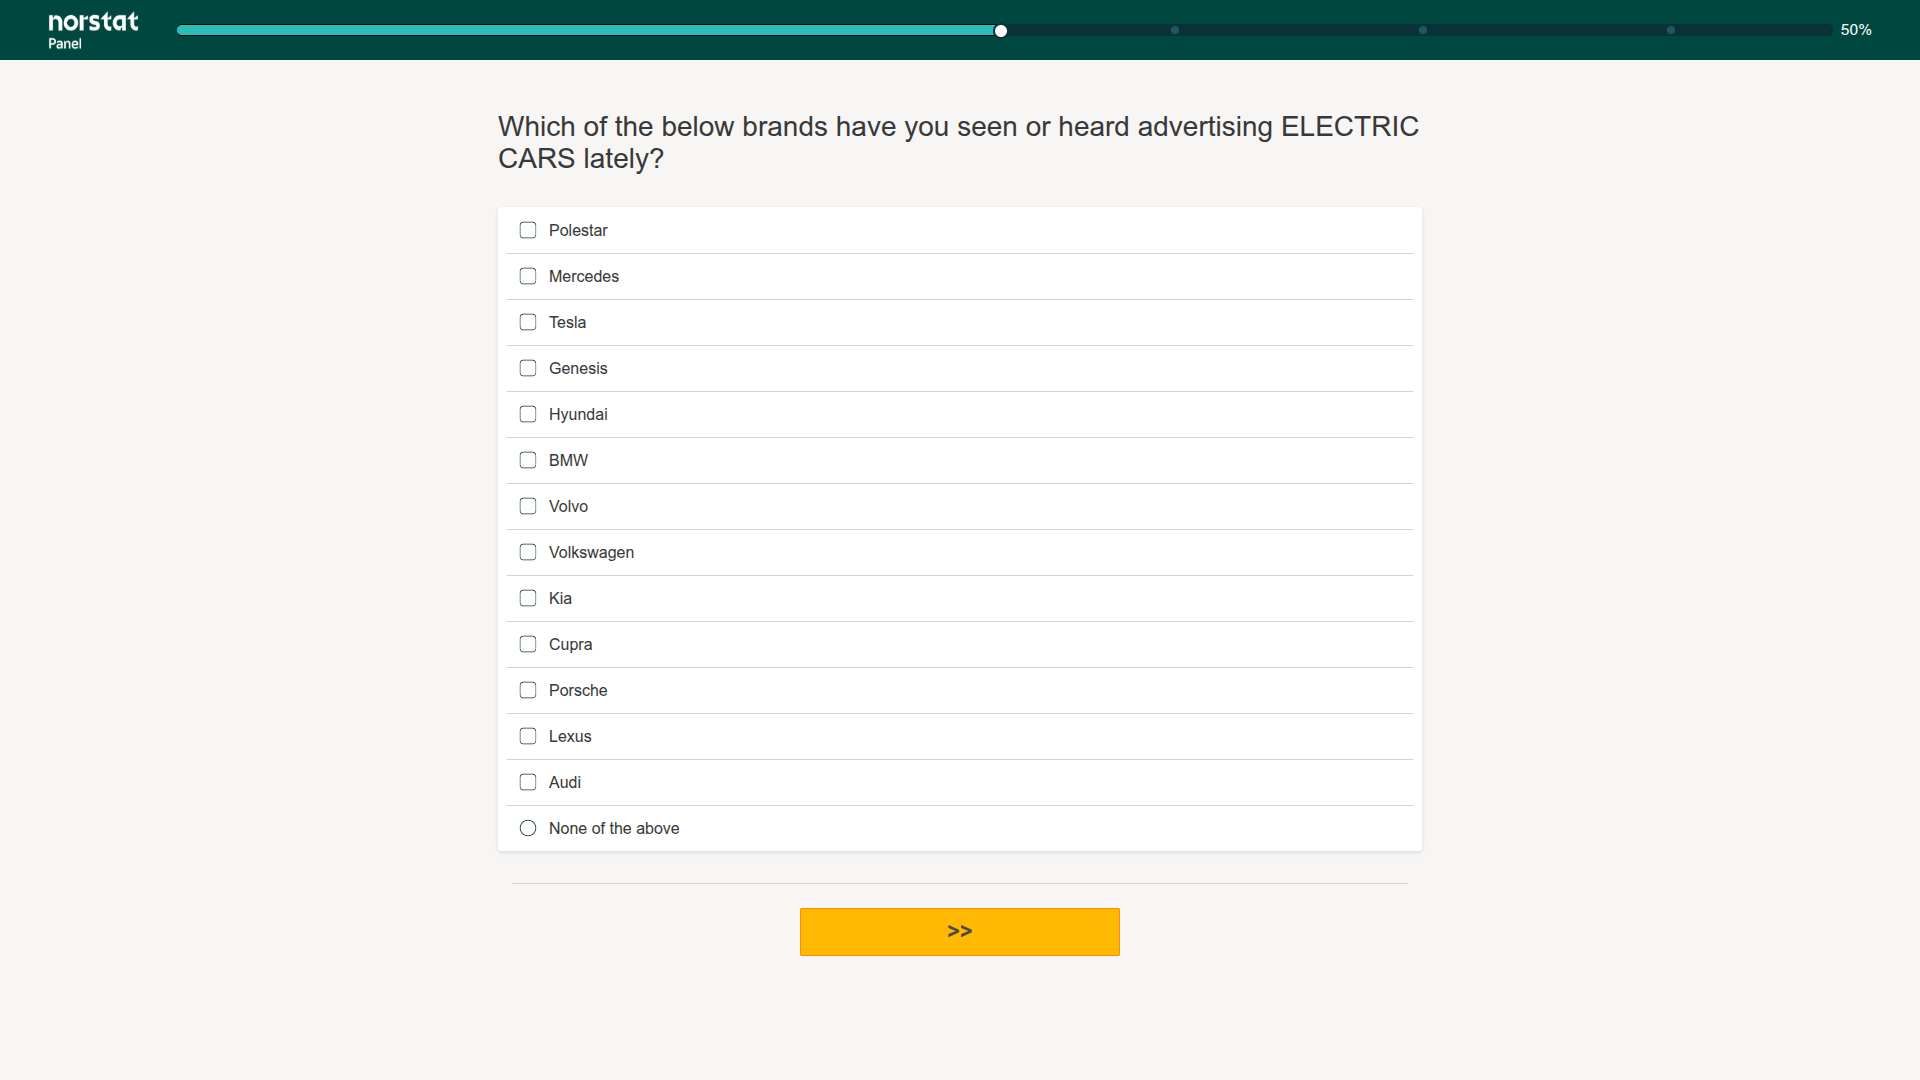 norstat
Panel
50%
Which of the below brands have you seen or heard advertising ELECTRIC
CARS lately?
Polestar
Mercedes
Tesla
Genesis
Hyundai
BMW
Volvo
Volkswagen
Kia
Cupra
Porsche
Lexus
Audi
None of the above
>>